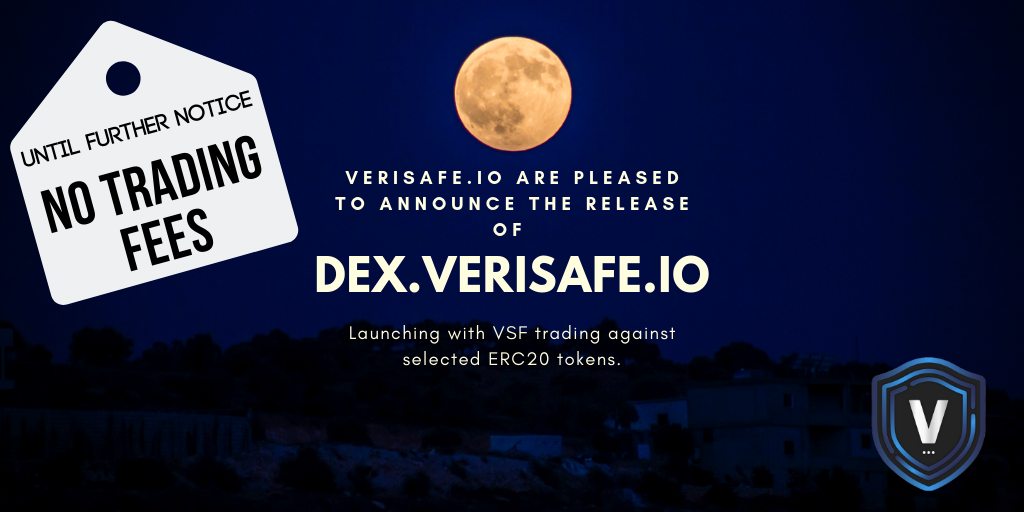 UNTIL FURTHER NOTICE
NO TRADING
FEES
VERISAFE.IO ARE PLEASED
TO ANNOUNCE THE RELEASE
OF
DEX.VERISAFE.IO
Launching with VSF trading against
selected ERC20 tokens.
V